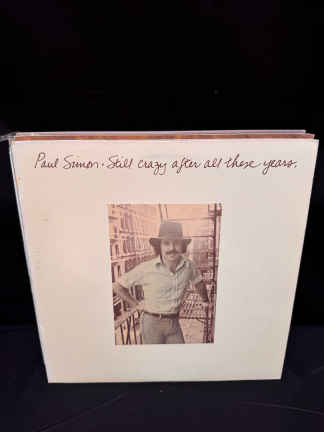 Paul Simon · Still crazy after all these years.